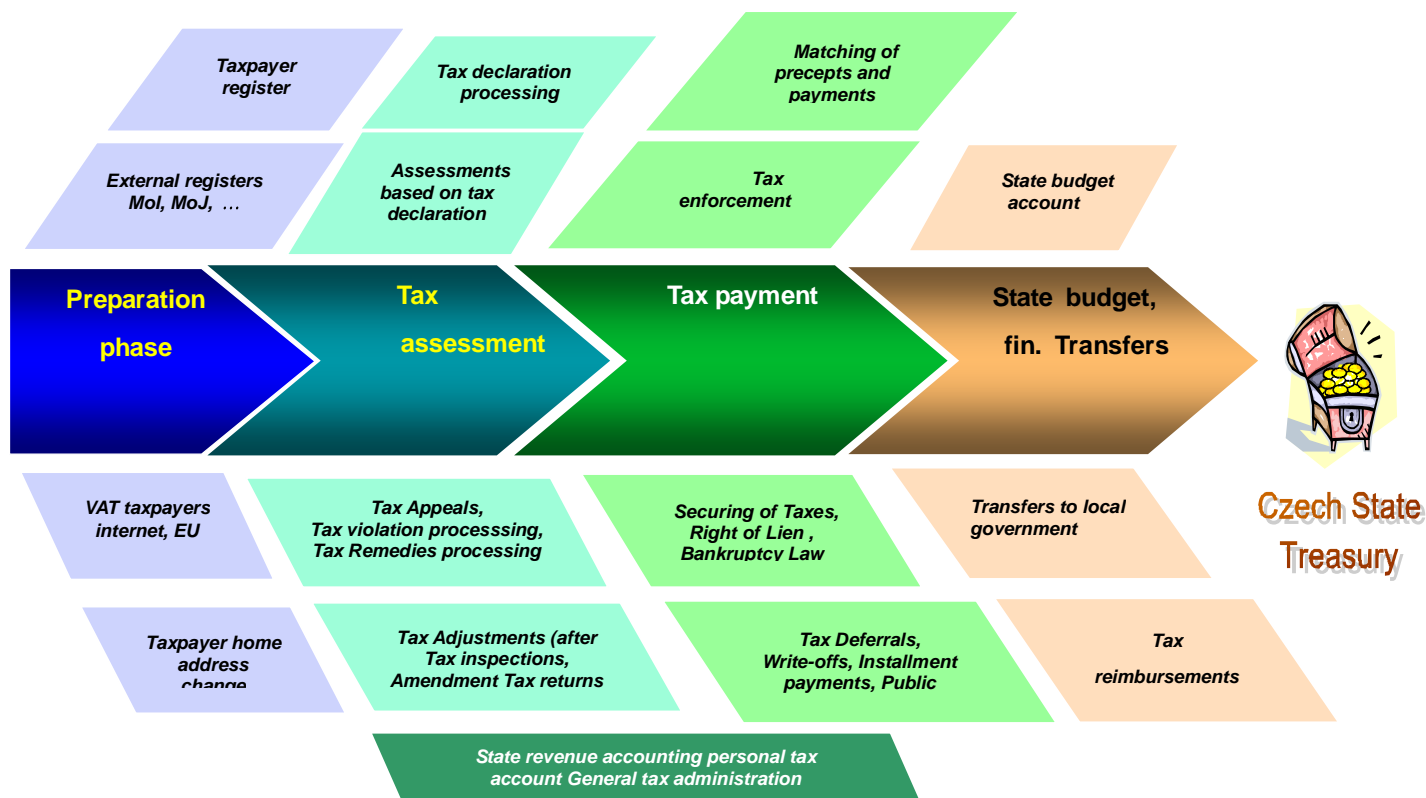 Taxpayer
register
Tax declaration
processing
Matching of
precepts and
payments
External registers
MoI, MoJ, ...
Assessments
based on tax
declaration
Tax
enforcement
State budget
account
Preparation
phase
Tax
assessment
Tax payment
State budget,
fin. Transfers
VAT taxpayers
internet, EU
Tax Appeals,
Tax violation processsing,
Tax Remedies processing
Securing of Taxes,
Right of Lien ,
Bankruptcy Law
Transfers to local
government
Czech State
Treasury
Taxpayer home
address
change
Tax Adjustments (after
Tax inspections,
Amendment Tax returns
Tax Deferrals,
Write-offs, Installment
payments, Public
Tax
reimbursements
State revenue accounting personal tax
account General tax administration